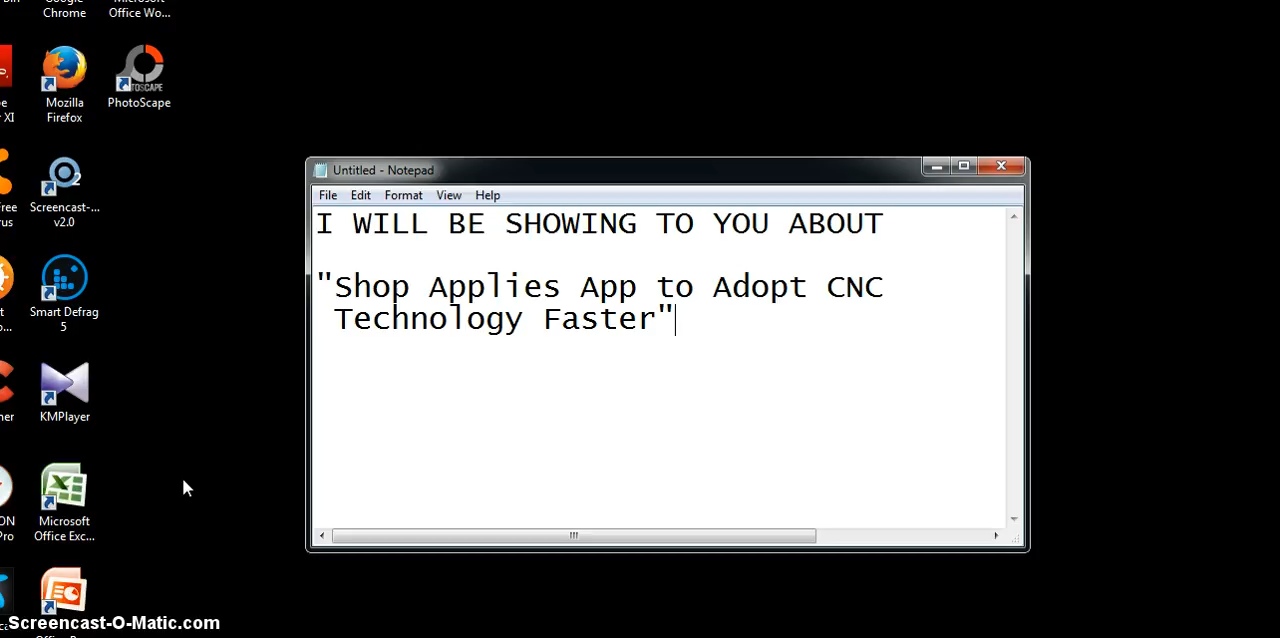 Google
Chrome
Microsoft
Office Wo...
Mozilla
Firefox
PhotoScape
XI
Screencast-...
v2.0
Smart Defrag
5
KMPlayer
Microsoft
Office Exc...
Pro
Untitled - Notepad
File Edit Format View Help
I WILL BE SHOWING TO YOU ABOUT
"Shop Applies App to Adopt CNC
Technology Faster"
Screencast-O-Matic.com